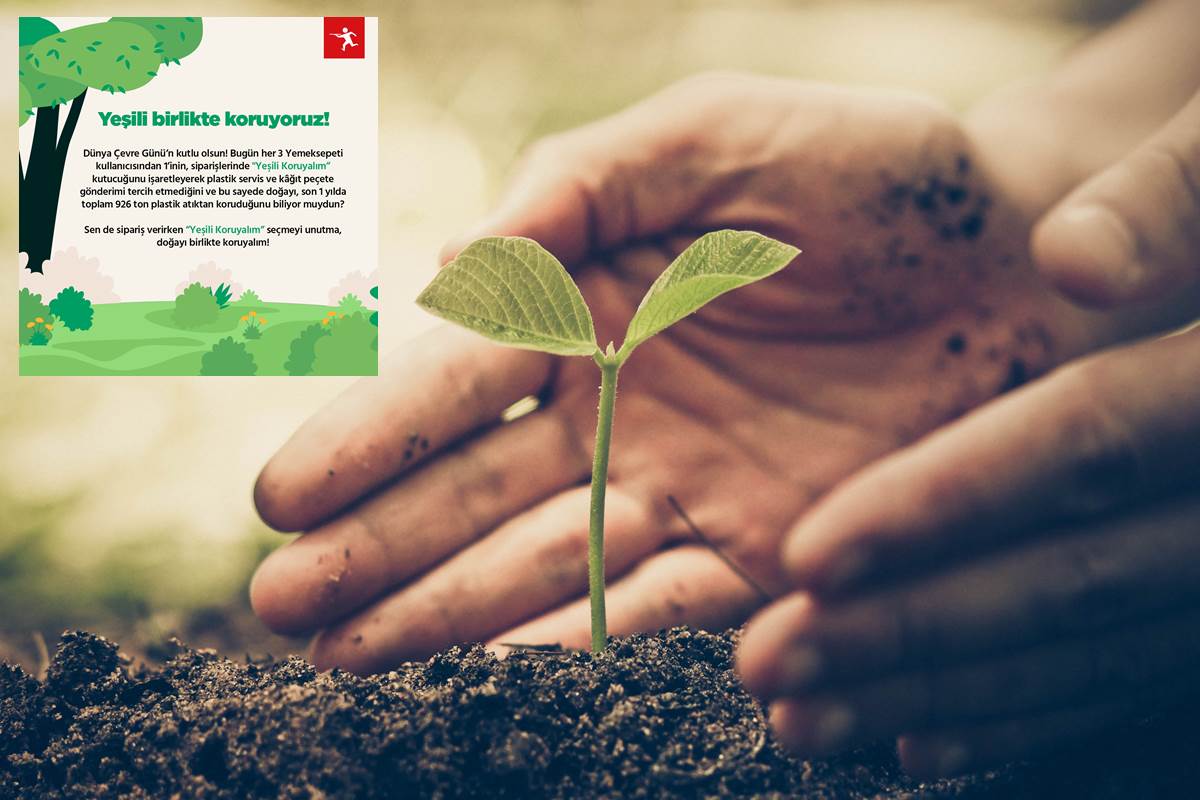 Yeşili birlikte koruyoruz!
Dünya Çevre Günü'n kutlu olsun! Bugün her 3 Yemeksepeti
kullanıcısından 1'inin, siparişlerinde "Yeşili Koruyalım"
kutucuğunu işaretleyerek plastik servis ve kâğıt peçete
gönderimi tercih etmediğini ve bu sayede doğayı, son 1 yılda
toplam 926 ton plastik atıktan koruduğunu biliyor muydun?
Sen de sipariş verirken "Yeşili Koruyalım" seçmeyi unutma,
doğayı birlikte koruyalım!